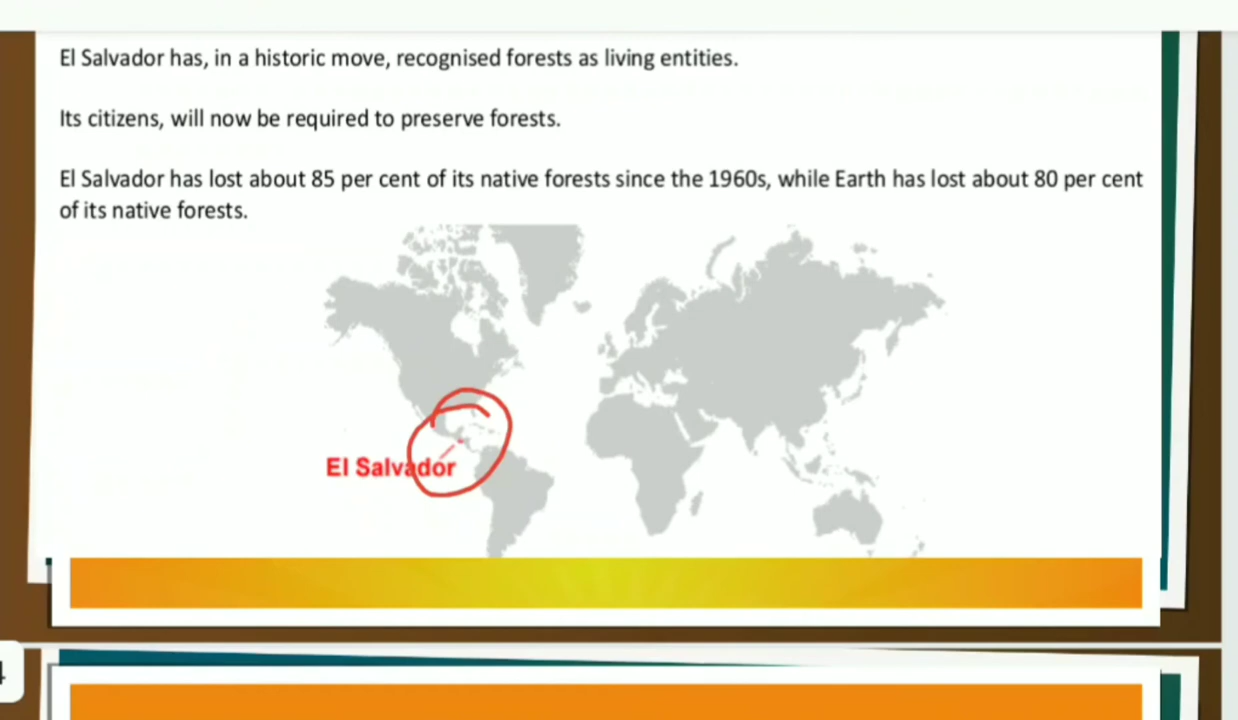 El Salvador has, in a historic move, recognised forests as living entities.
Its citizens, will now be required to preserve forests.
El Salvador has lost about 85 per cent of its native forests since the 1960s, while Earth has lost about 80 per cent
of its native forests.
El Salvador